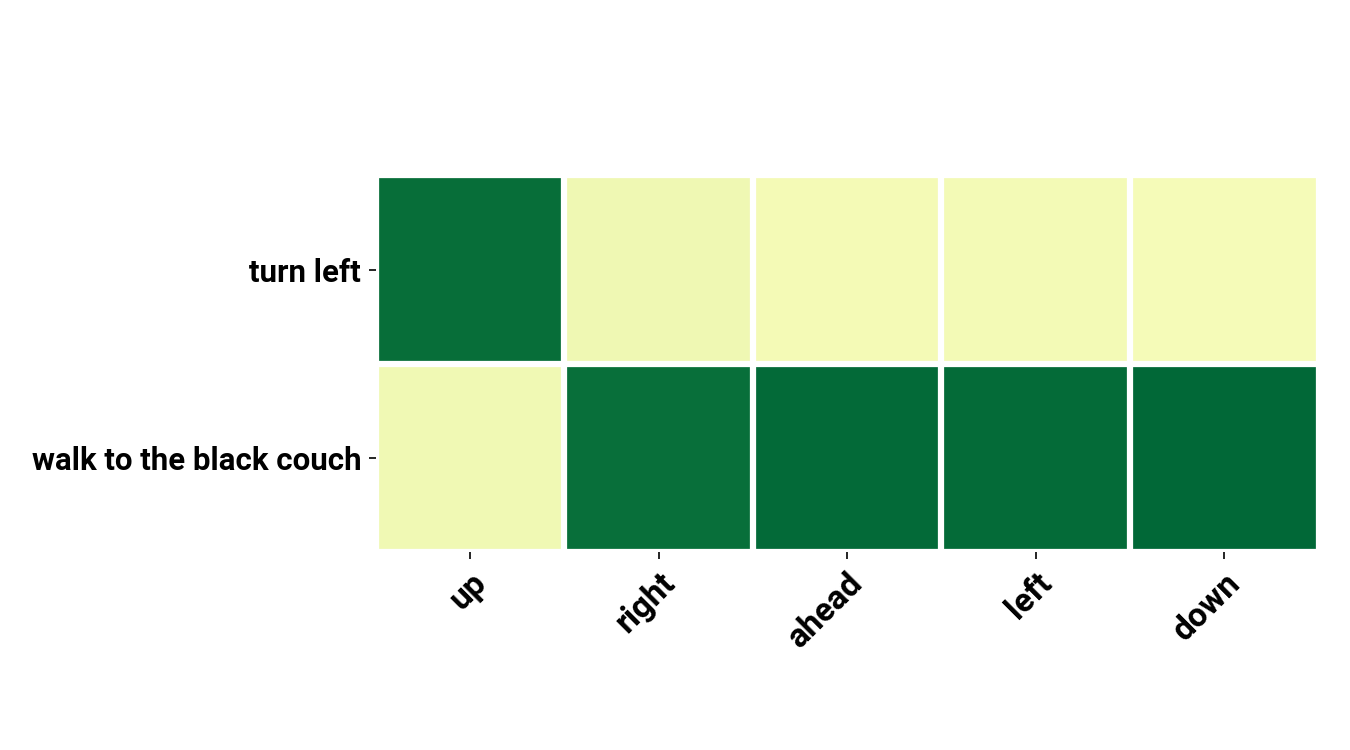 turn left
walk to the black couch
up
right
ahead
left
down